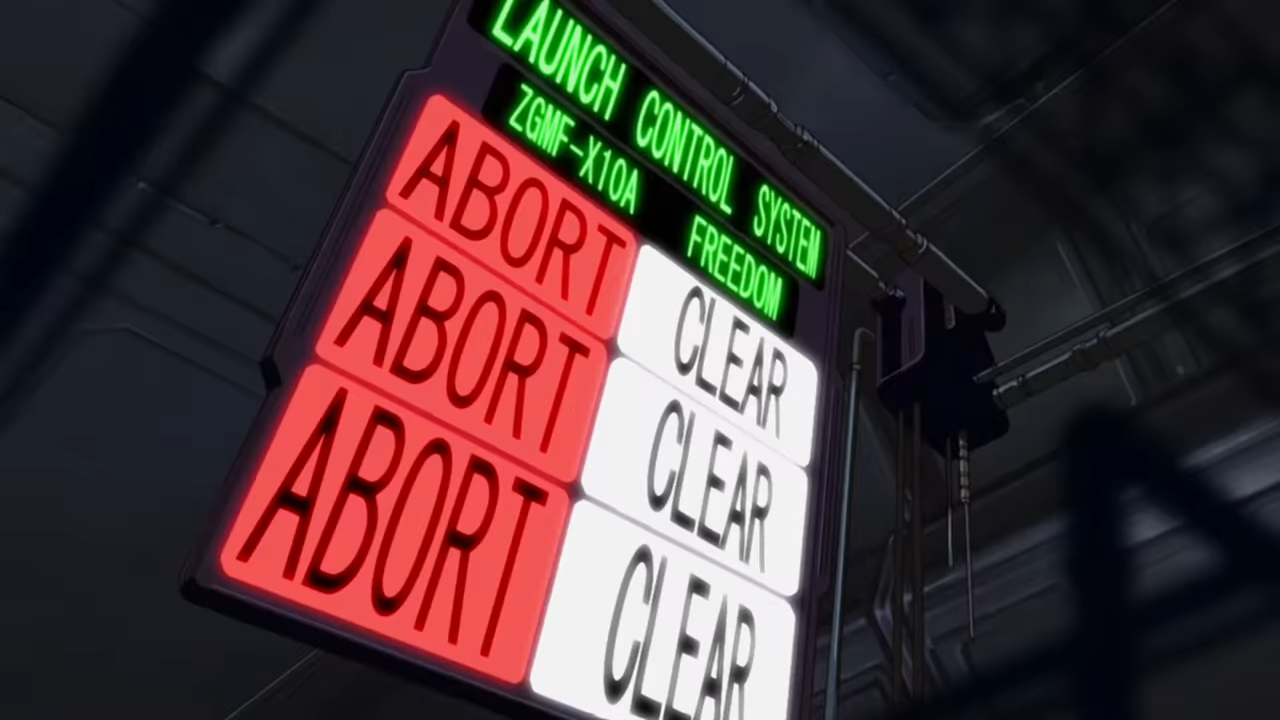 LAUNCH CONTROL SYSTEM
ZGMF-X10A FREEDOM
ABORT CLEAR
ABORT CLEAR
ABORT CLEAR